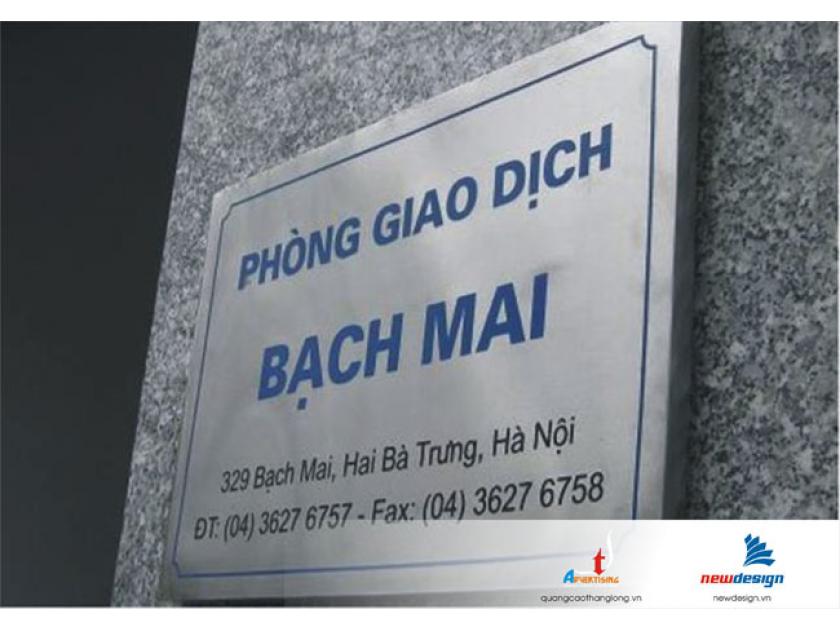 PHÒNG GIAO DỊCH
BẠCH MAI
329 Bạch Mai, Hai Bà Trưng, Hà Nội
ĐT: (04) 3627 6757 - Fax: (04) 3627 6758
ADVERTISING
quangcaothanglong.vn
newdesign
newdesign.vn